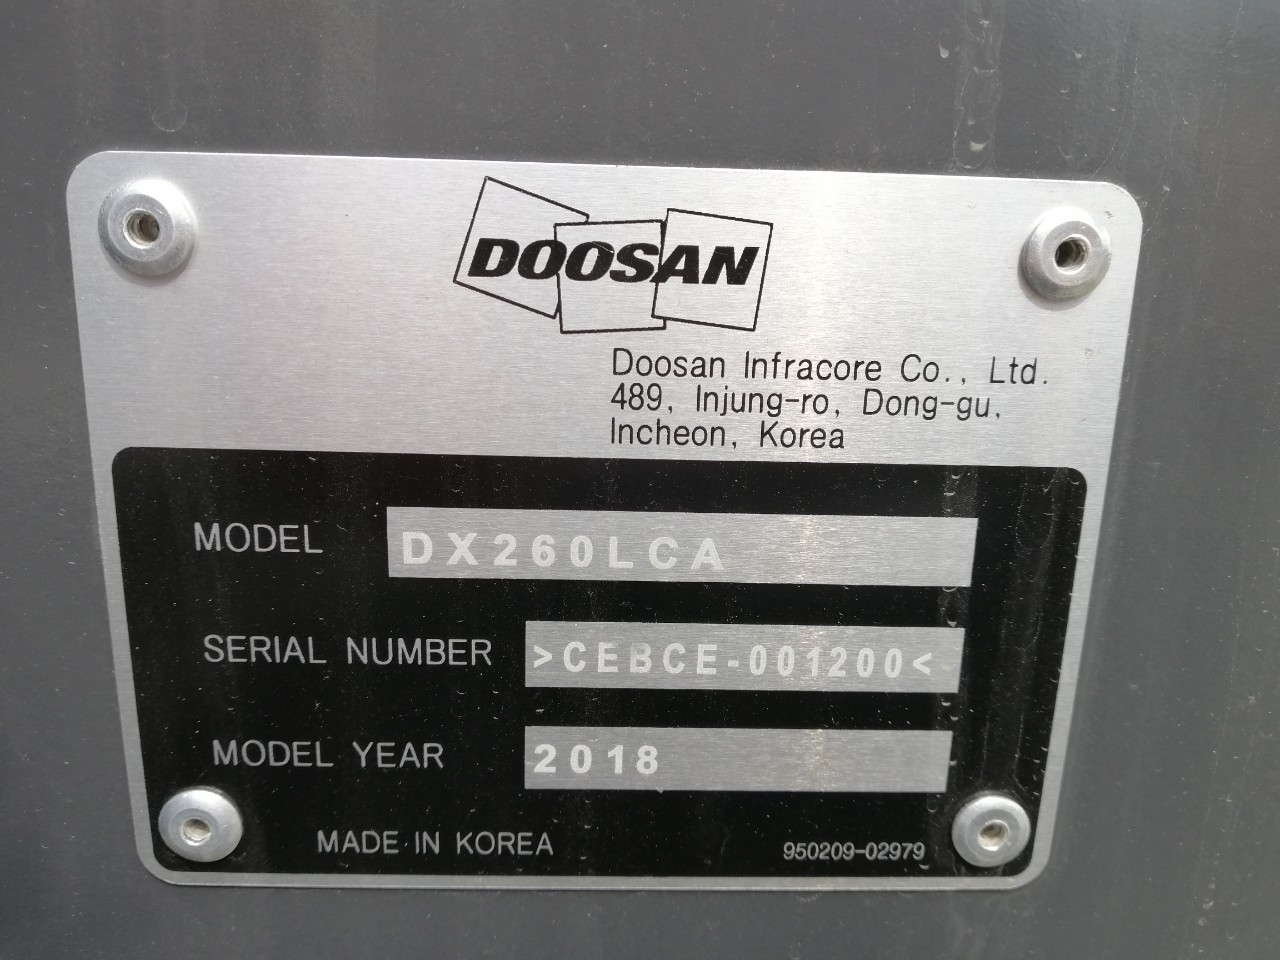 DOOSAN
Doosan Infracore Co., Ltd.
489, Injung-ro, Dong-gu,
Incheon, Korea
MODEL DX260LCA
SERIAL NUMBER >CEBCE-001200<
MODEL YEAR 2018
MADE IN KOREA 950209-02979